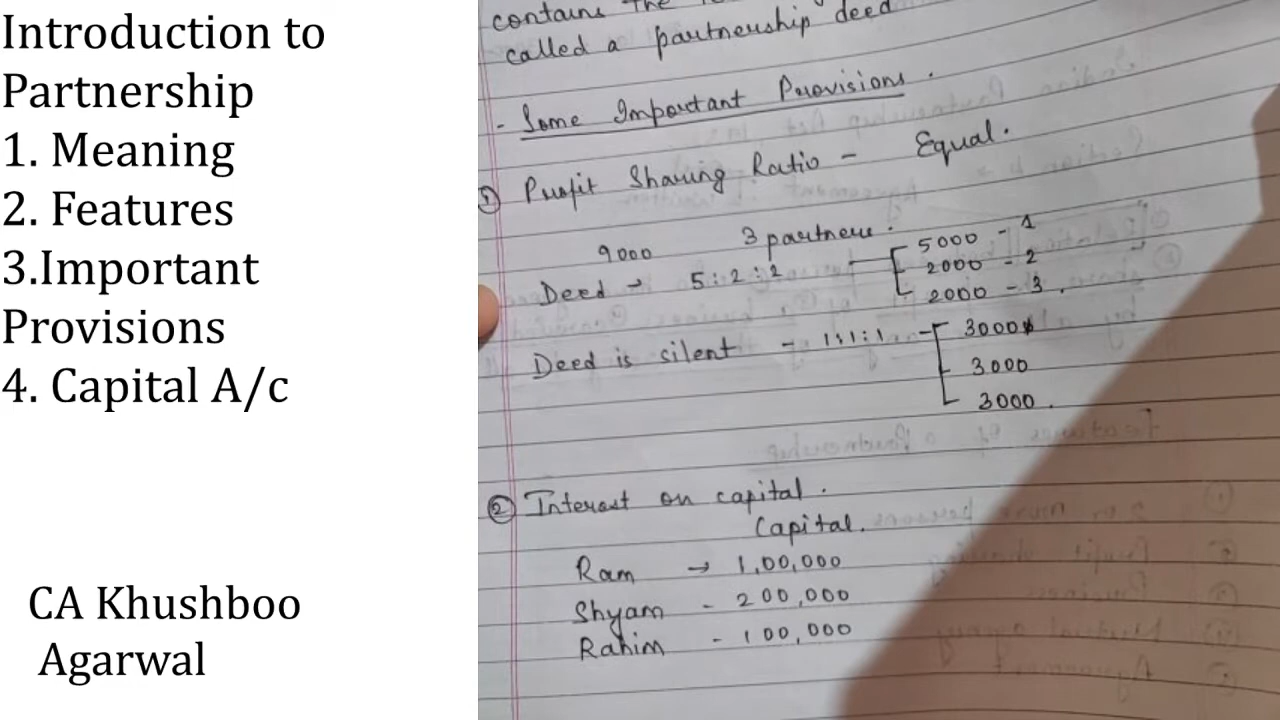 Introduction to
Partnership
1. Meaning
2. Features
3.Important
Provisions
4. Capital A/c
CA Khushboo
Agarwal
contains the
called a partnership deed
- Some Important Provisions.
① Profit Sharing Ratio - Equal.
9000 3 partners.
Deed → 5:2:2 5000 - 1
2000 - 2
2000 - 3.
Deed is silent - 1:1:1 - 3000
3000
3000.
② Interest on capital.
Capital.
Ram → 1,00,000
Shyam - 200,000
Rahim - 100,000